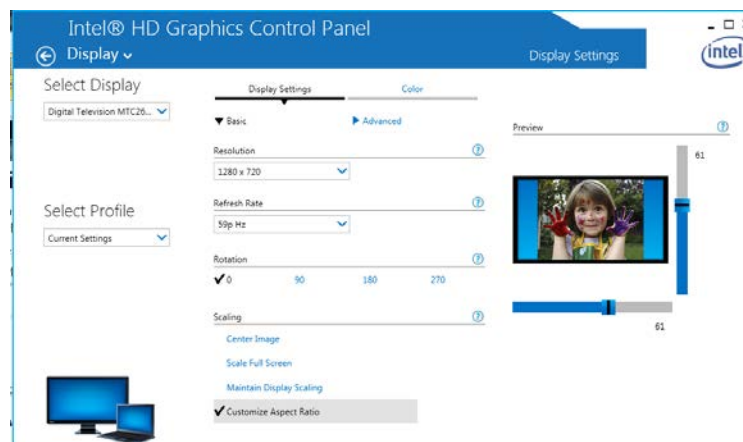 Intel® HD Graphics Control Panel
Display
Display Settings
intel
Select Display
Digital Television MTC26...
Select Profile
Current Settings
Display Settings
Color
Basic
Advanced
Resolution
1280 x 720
Refresh Rate
59p Hz
Rotation
0 90 180 270
Scaling
Center Image
Scale Full Screen
Maintain Display Scaling
Customize Aspect Ratio
Preview
61
61